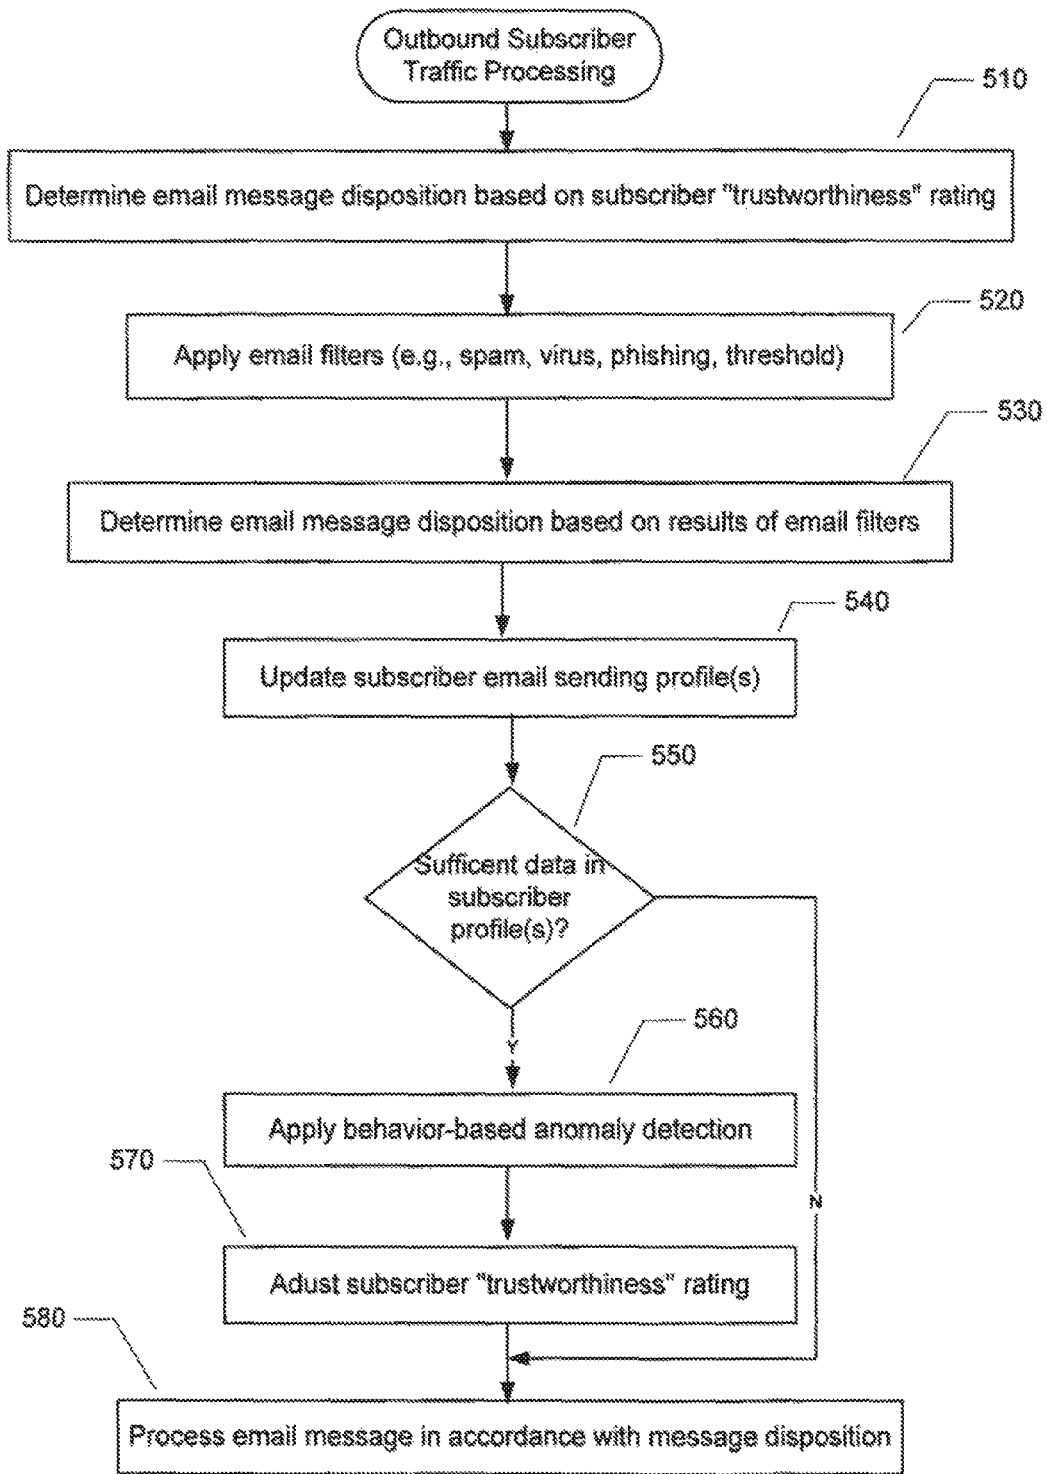 Outbound Subscriber
Traffic Processing
510
Determine email message disposition based on subscriber "trustworthiness" rating
520
Apply email filters (e.g., spam, virus, phishing, threshold)
530
Determine email message disposition based on results of email filters
540
Update subscriber email sending profile(s)
550
Sufficent data in
subscriber
profile(s)?
Y
560
Apply behavior-based anomaly detection
570
N
Adust subscriber "trustworthiness" rating
580
Process email message in accordance with message disposition